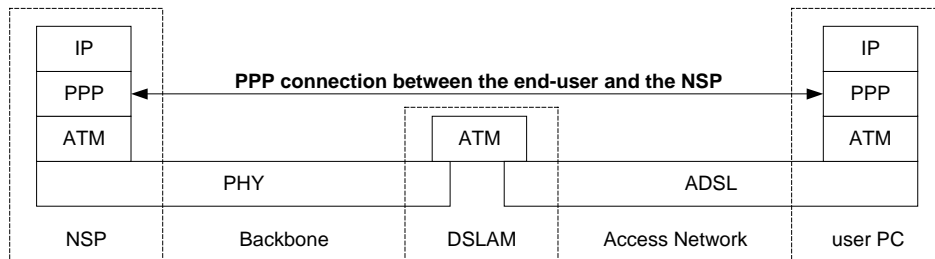 IP
IP
PPP connection between the end-user and the NSP
PPP
PPP
ATM
ATM
ATM
PHY
ADSL
NSP
Backbone
DSLAM
Access Network
user PC